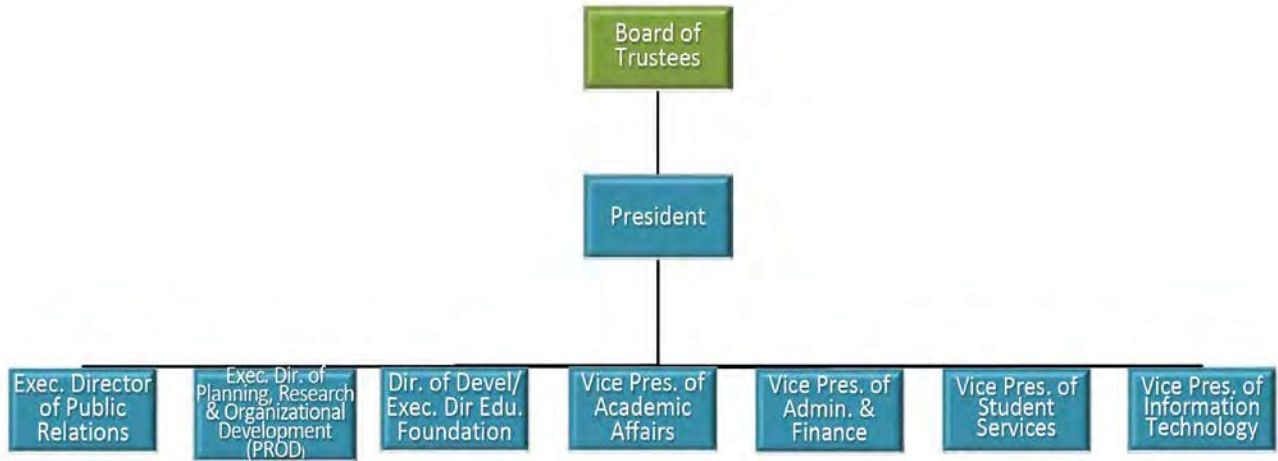 Board of
Trustees
President
Exec. Director
of Public
Relations
Exec. Dir. of
Planning, Research
& Organizational
Development
(PROD)
Dir. of Devel/
Exec. Dir Edu.
Foundation
Vice Pres. of
Academic
Affairs
Vice Pres. of
Admin. &
Finance
Vice Pres. of
Student
Services
Vice Pres. of
Information
Technology